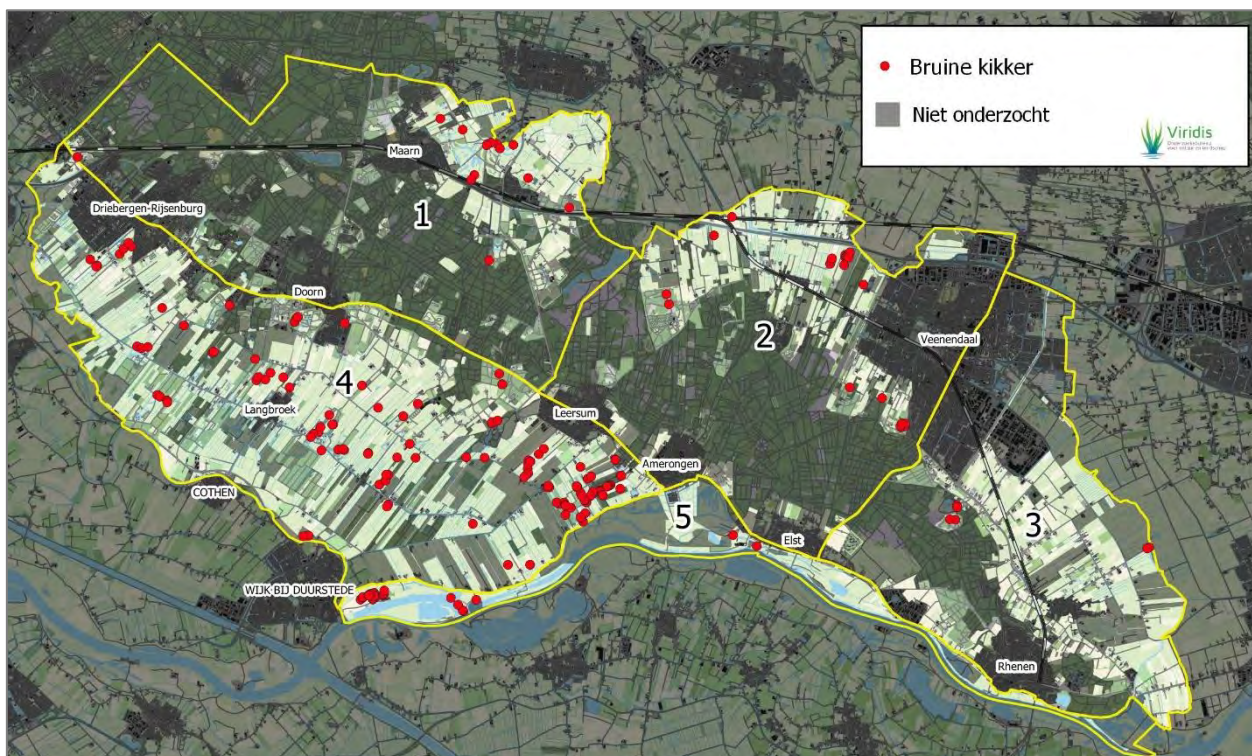 Bruine kikker
Niet onderzocht
Viridis
Maarn
1
Driebergen-Rijsenburg
Doorn
2
Veenendaal
4
Langbroek
Leersum
Amerongen
COTHEN
5
Elst
3
WIJK BIJ DUURSTEDE
Rhenen